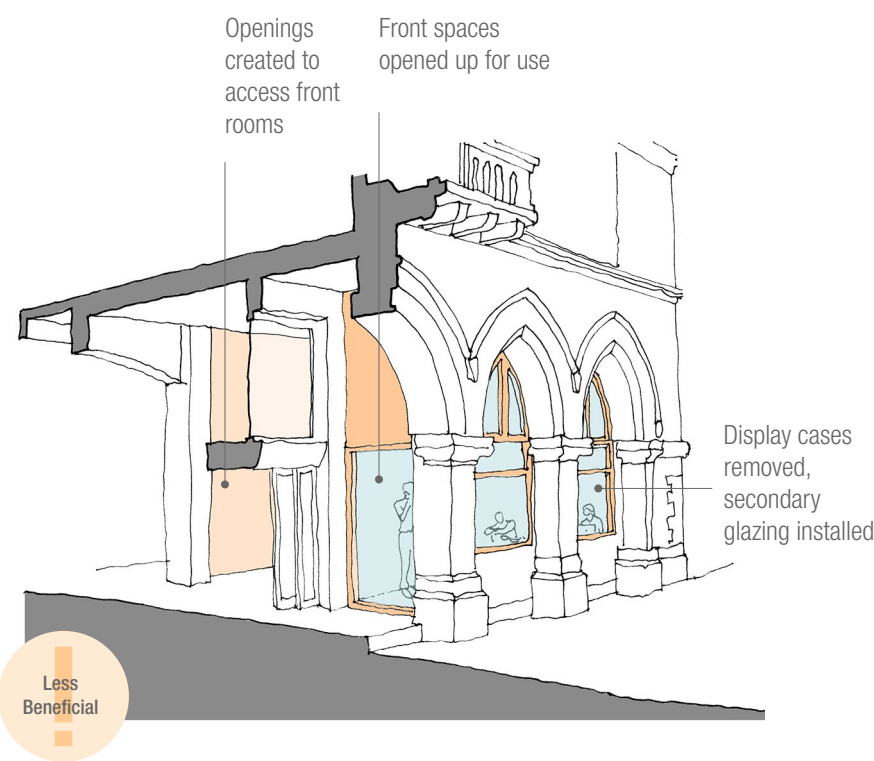 Openings
created to
access front
rooms
Front spaces
opened up for use
Display cases
removed,
secondary
glazing installed
Less
Beneficial